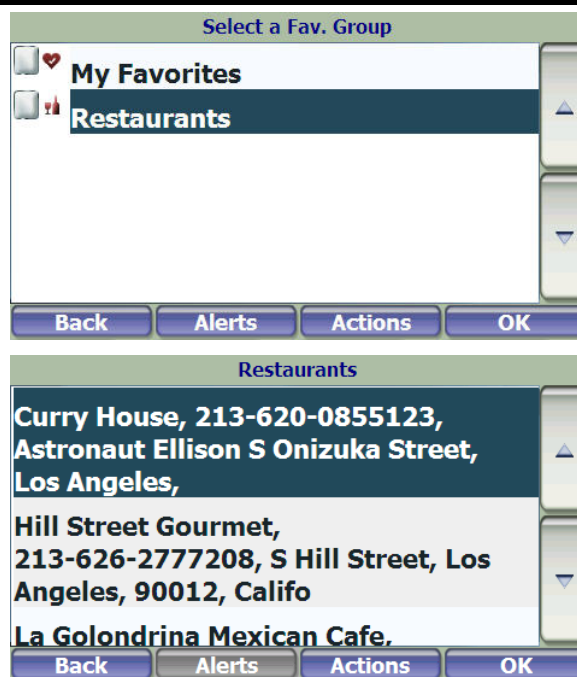 Select a Fav. Group
My Favorites
Restaurants
Back Alerts Actions OK
Restaurants
Curry House, 213-620-0855123,
Astronaut Ellison S Onizuka Street,
Los Angeles,
Hill Street Gourmet,
213-626-2777208, S Hill Street, Los
Angeles, 90012, Califo
La Golondrina Mexican Cafe,
Back Alerts Actions OK